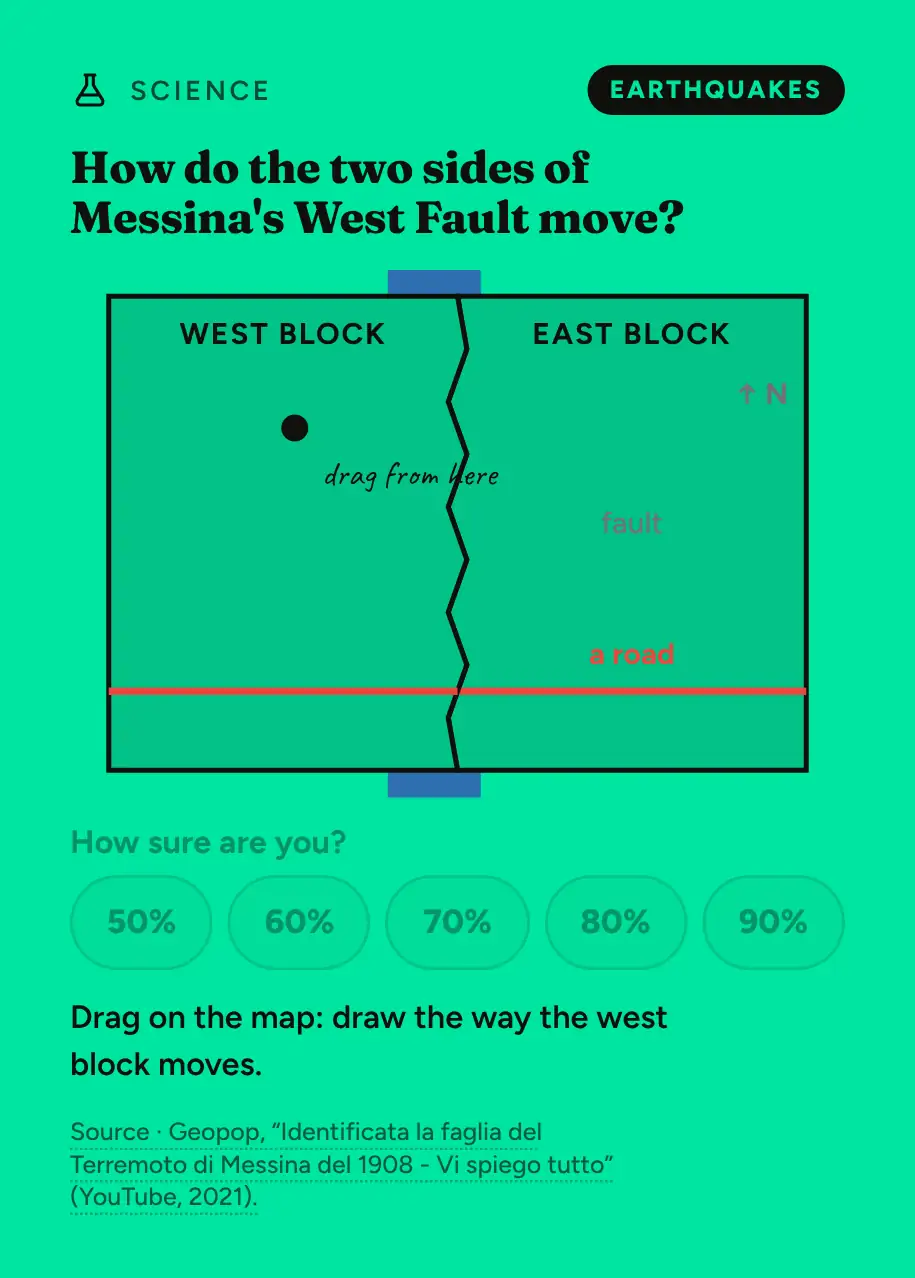 SCIENCE
EARTHQUAKES
How do the two sides of
Messina's West Fault move?
WEST BLOCK
EAST BLOCK
↑ N
drag from here
fault
a road
How sure are you?
50%
60%
70%
80%
90%
Drag on the map: draw the way the west
block moves.
Source · Geopop, “Identificata la faglia del
Terremoto di Messina del 1908 - Vi spiego tutto”
(YouTube, 2021).